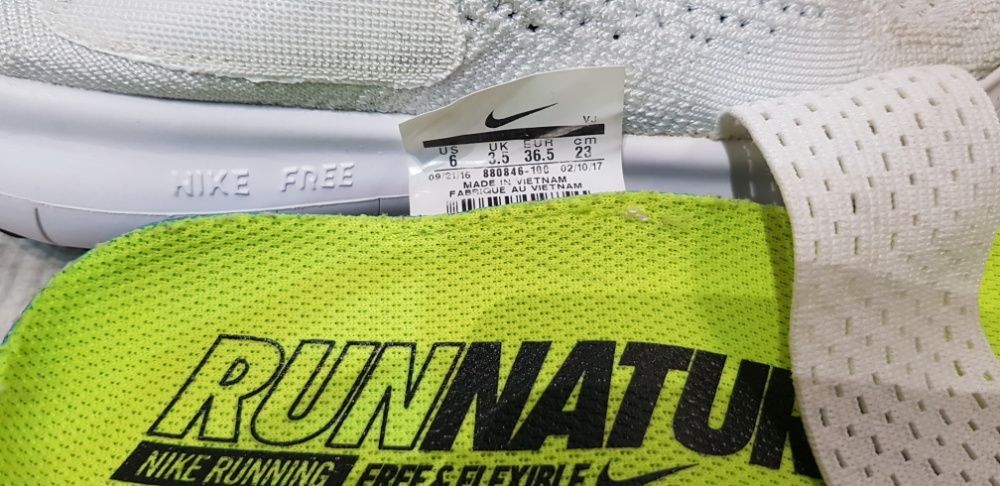 VJ
US UK EUR cm
6 3.5 36.5 23
09/21/16 880846-100 02/10/17
MADE IN VIETNAM
FABRIQUE AU VIETNAM
NIKE FREE
RUNNATUR
NIKE RUNNING FREE & FLEXIBLE